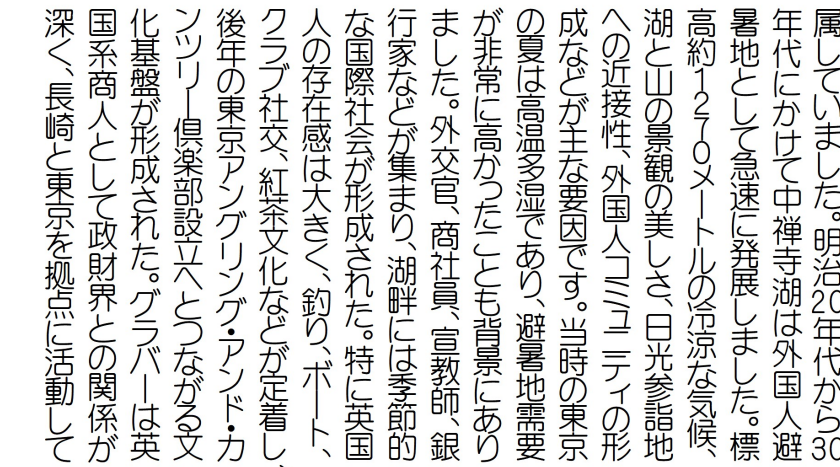 属していました。明治20年代から30
年代にかけて中禅寺湖は外国人避
暑地として急速に発展しました。標
高約1270メートルの冷涼な気候、
湖と山の景観の美しさ、日光参詣地
への近接性、外国人コミュニティの形
成などが主な要因です。当時の東京
の夏は高温多湿であり、避暑地需要
が非常に高かったことも背景にあり
ました。外交官、商社員、宣教師、銀
行家などが集まり、湖畔には季節的
な国際社会が形成された。特に英国
人の存在感は大きく、釣り、ボート、
クラブ社交、紅茶文化などが定着し、
後年の東京アングリング・アンド・カ
ンツリー倶楽部設立へとつながる文
化基盤が形成された。グラバーは英
国系商人として政財界との関係が
深く、長崎と東京を拠点に活動して